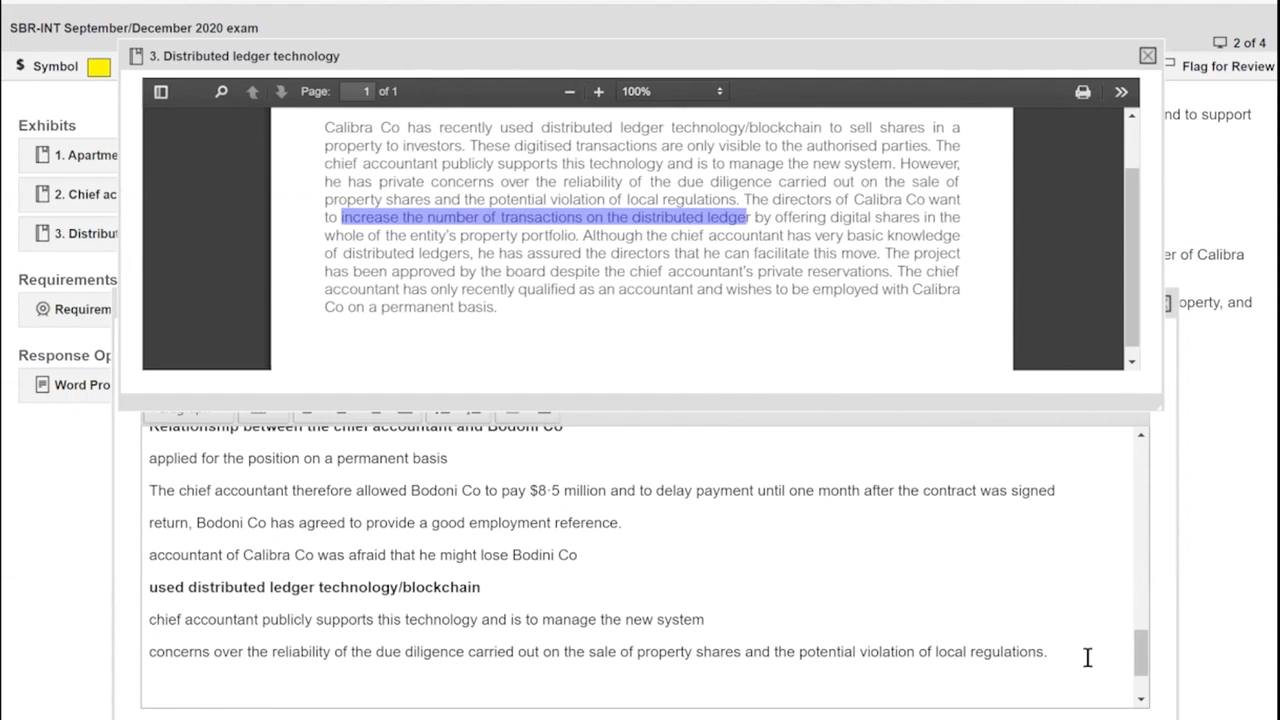 SBR-INT September/December 2020 exam
2 of 4
$ Symbol
Flag for Review
3. Distributed ledger technology
Page: 1 of 1
100%
Exhibits
1. Apartme
2. Chief ac
3. Distribut
Requirements
Requirem
Response Op
Word Pro
nd to support
er of Calibra
operty, and
Calibra Co has recently used distributed ledger technology/blockchain to sell shares in a
property to investors. These digitised transactions are only visible to the authorised parties. The
chief accountant publicly supports this technology and is to manage the new system. However,
he has private concerns over the reliability of the due diligence carried out on the sale of
property shares and the potential violation of local regulations. The directors of Calibra Co want
to increase the number of transactions on the distributed ledger by offering digital shares in the
whole of the entity's property portfolio. Although the chief accountant has very basic knowledge
of distributed ledgers, he has assured the directors that he can facilitate this move. The project
has been approved by the board despite the chief accountant's private reservations. The chief
accountant has only recently qualified as an accountant and wishes to be employed with Calibra
Co on a permanent basis.
Relationship between the chief accountant and Bodoni Co
applied for the position on a permanent basis
The chief accountant therefore allowed Bodoni Co to pay $8·5 million and to delay payment until one month after the contract was signed
return, Bodoni Co has agreed to provide a good employment reference.
accountant of Calibra Co was afraid that he might lose Bodini Co
used distributed ledger technology/blockchain
chief accountant publicly supports this technology and is to manage the new system
concerns over the reliability of the due diligence carried out on the sale of property shares and the potential violation of local regulations.